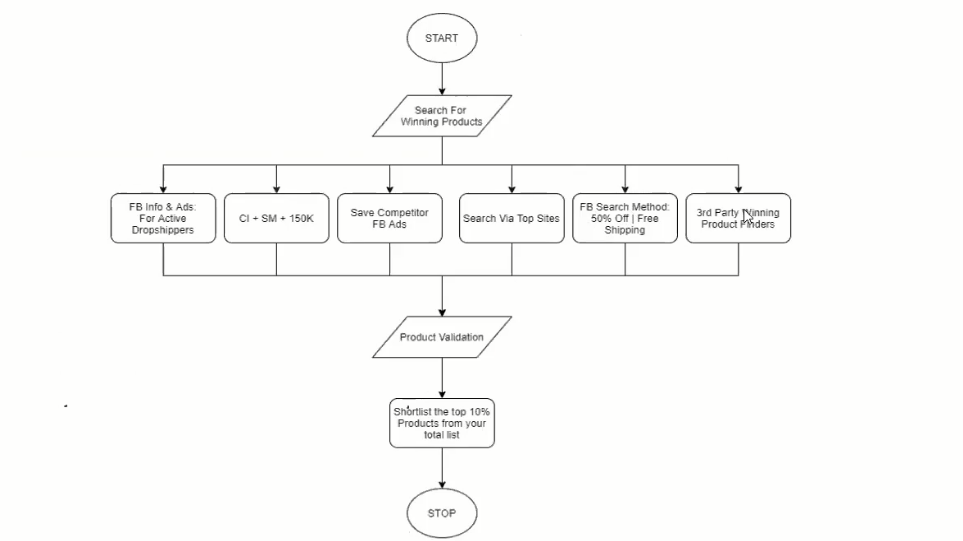 START
Search For
Winning Products
FB Info & Ads:
For Active
Dropshippers
CI + SM + 150K
Save Competitor
FB Ads
Search Via Top Sites
FB Search Method:
50% Off | Free
Shipping
3rd Party Winning
Product Finders
Product Validation
Shortlist the top 10%
Products from your
total list
STOP